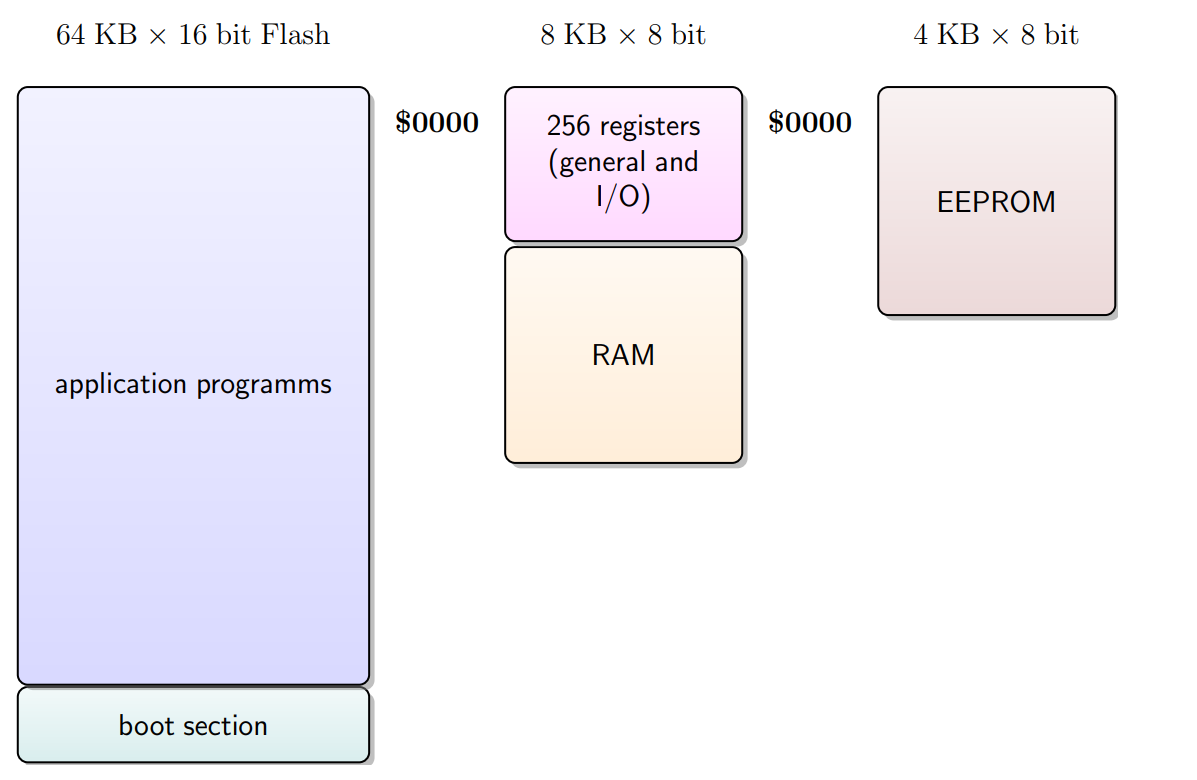 64 KB × 16 bit Flash
8 KB × 8 bit
4 KB × 8 bit
$0000
256 registers
(general and
I/O)
$0000
EEPROM
RAM
application programms
boot section